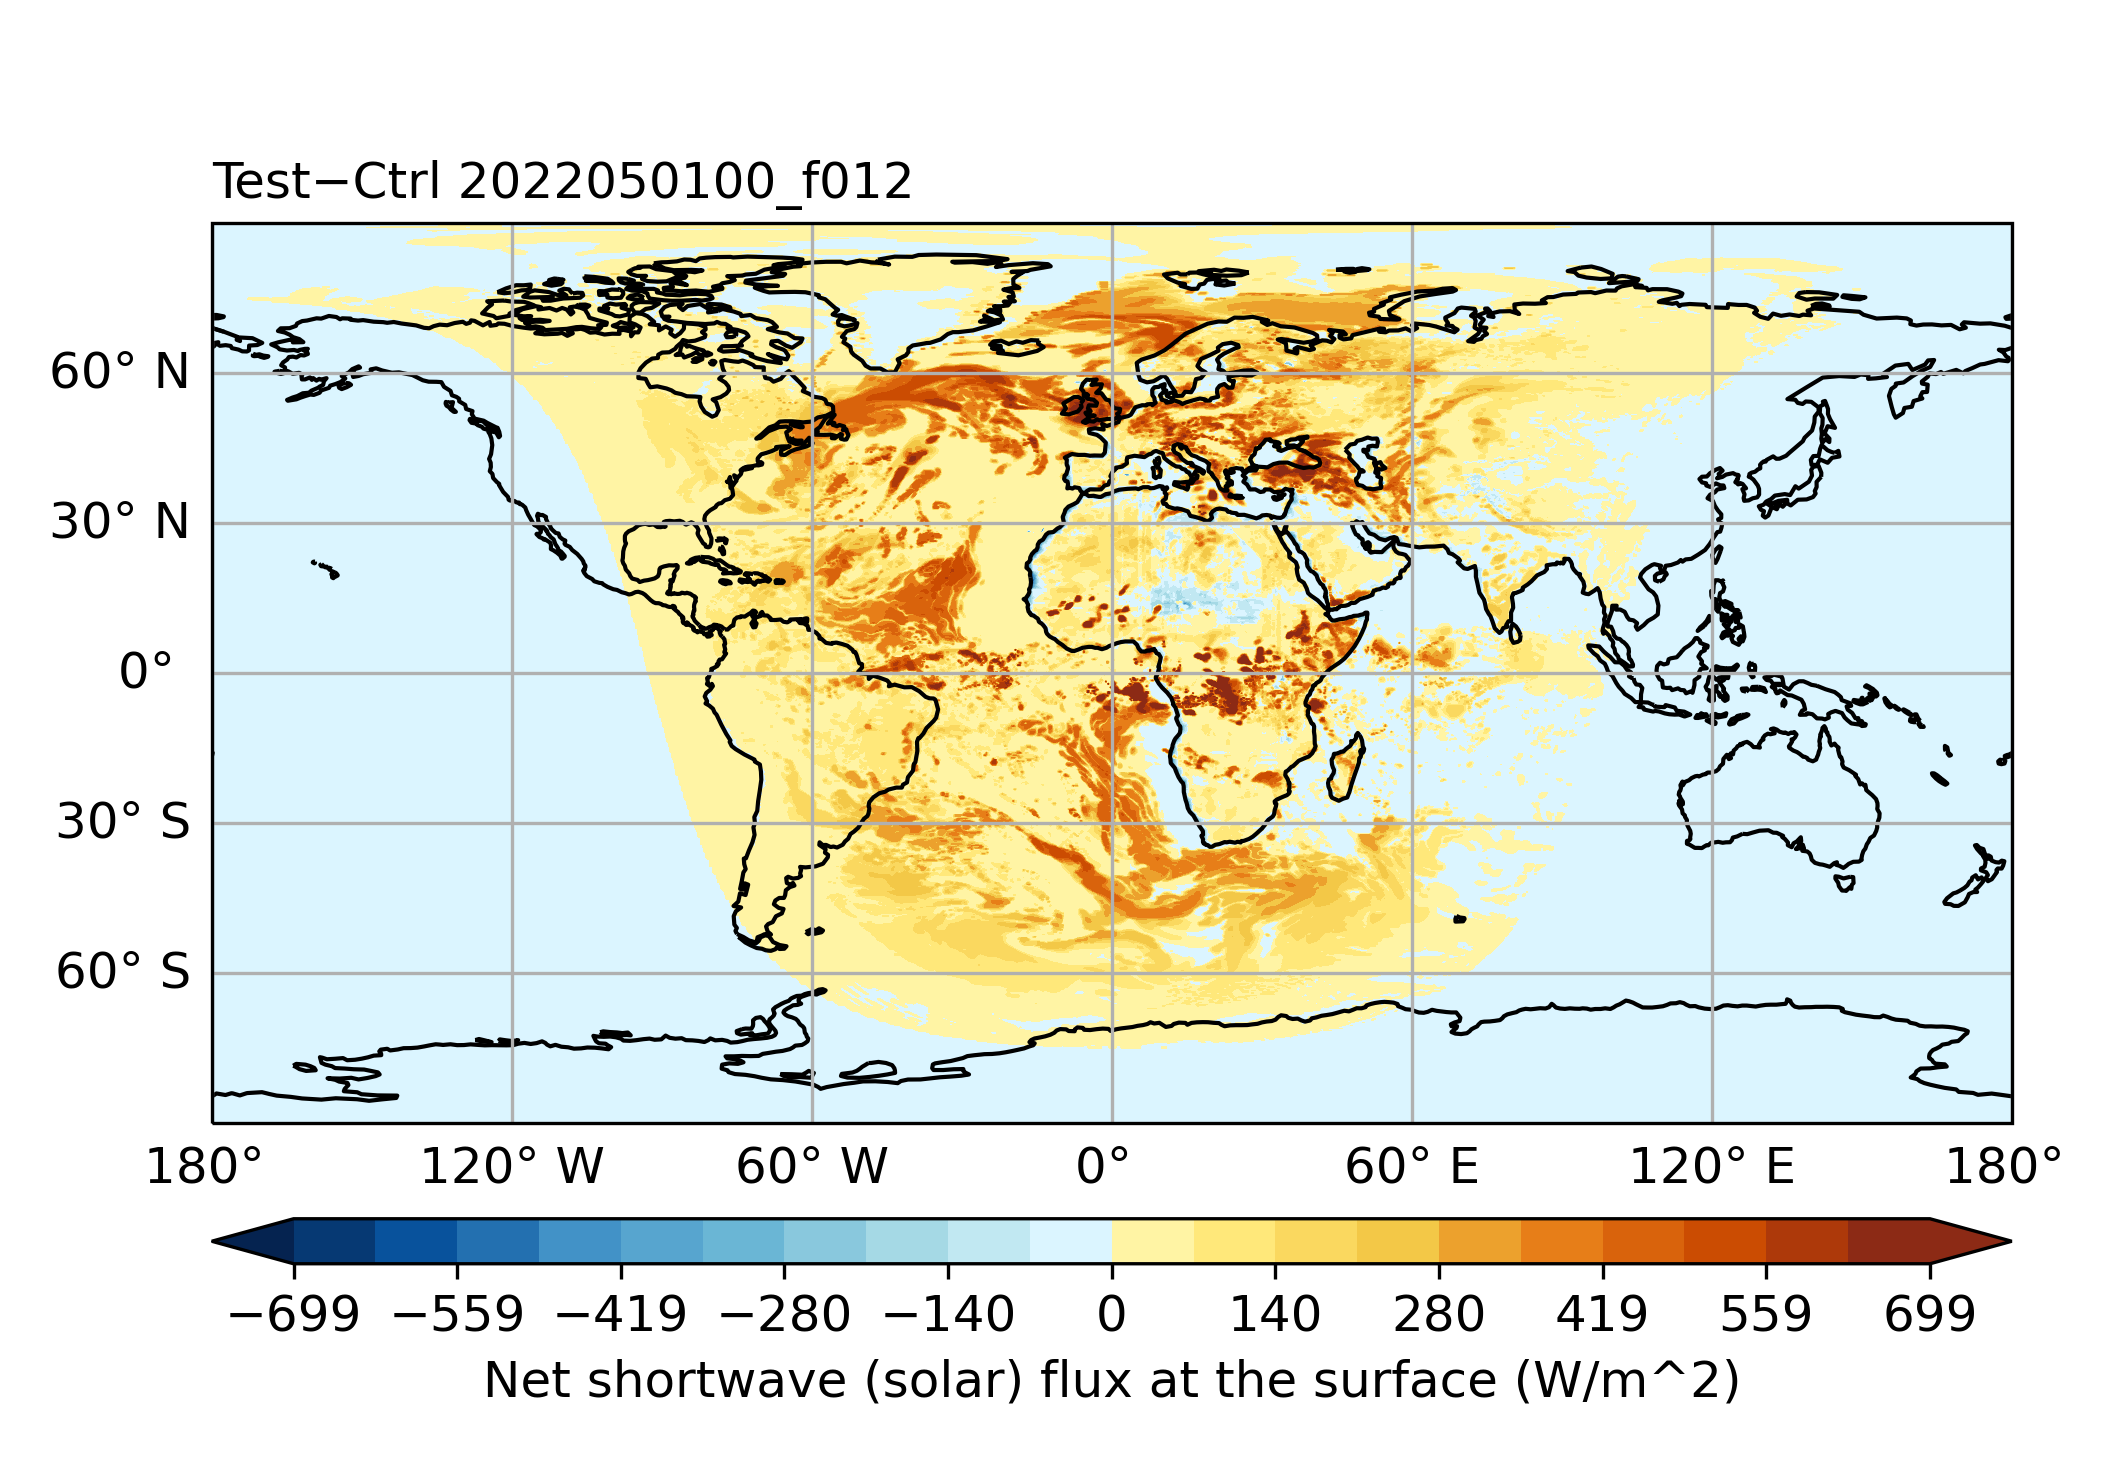 Test−Ctrl 2022050100_f012
60° N
30° N
0°
30° S
60° S
180° 120° W 60° W 0° 60° E 120° E 180°
−699 −559 −419 −280 −140 0 140 280 419 559 699
Net shortwave (solar) flux at the surface (W/m^2)